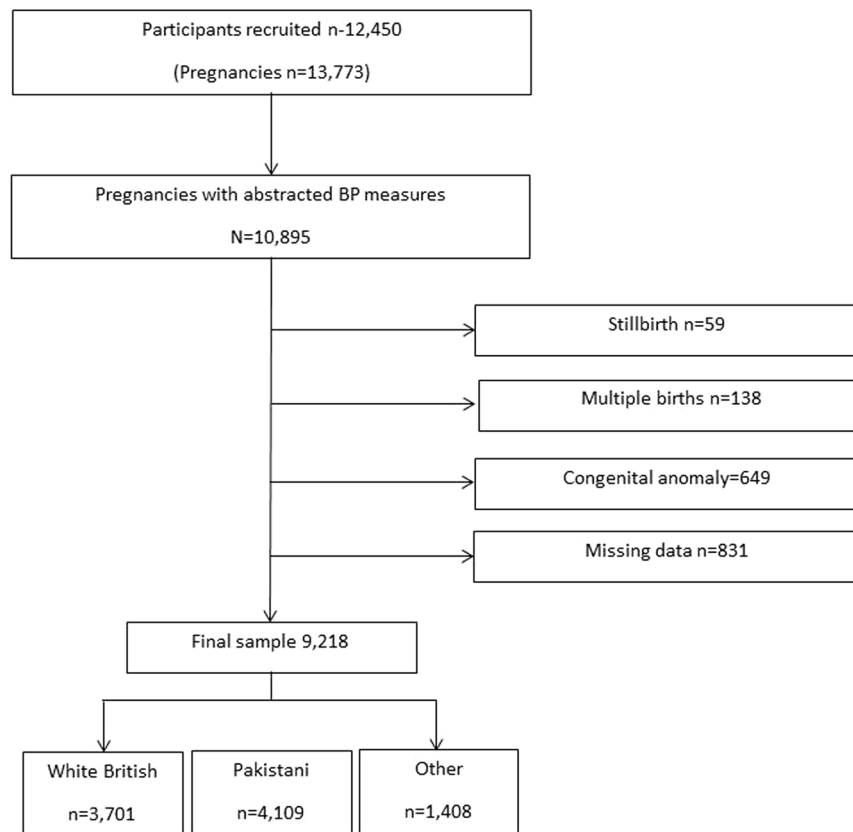 Participants recruited n-12,450
(Pregnancies n=13,773)
Pregnancies with abstracted BP measures
N=10,895
Stillbirth n=59
Multiple births n=138
Congenital anomaly=649
Missing data n=831
Final sample 9,218
White British
n=3,701
Pakistani
n=4,109
Other
n=1,408